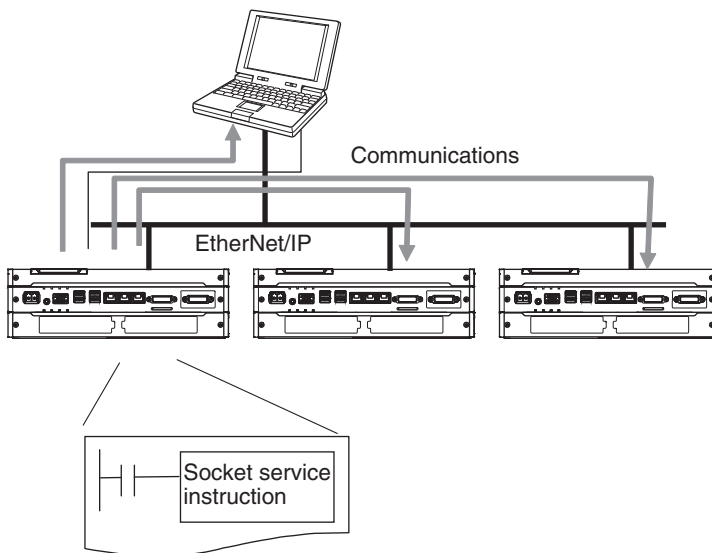 Communications
EtherNet/IP
Socket service
instruction